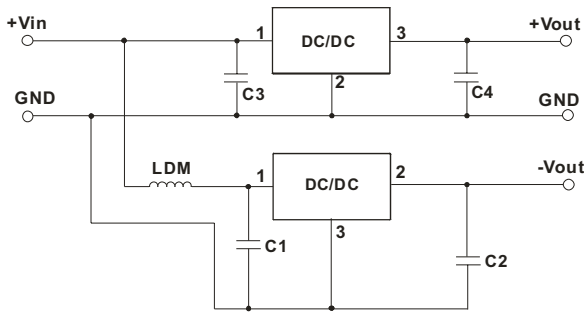 +Vin
1
DC/DC
3
+Vout
C3
2
C4
GND
GND
LDM
1
DC/DC
2
-Vout
C1
3
C2